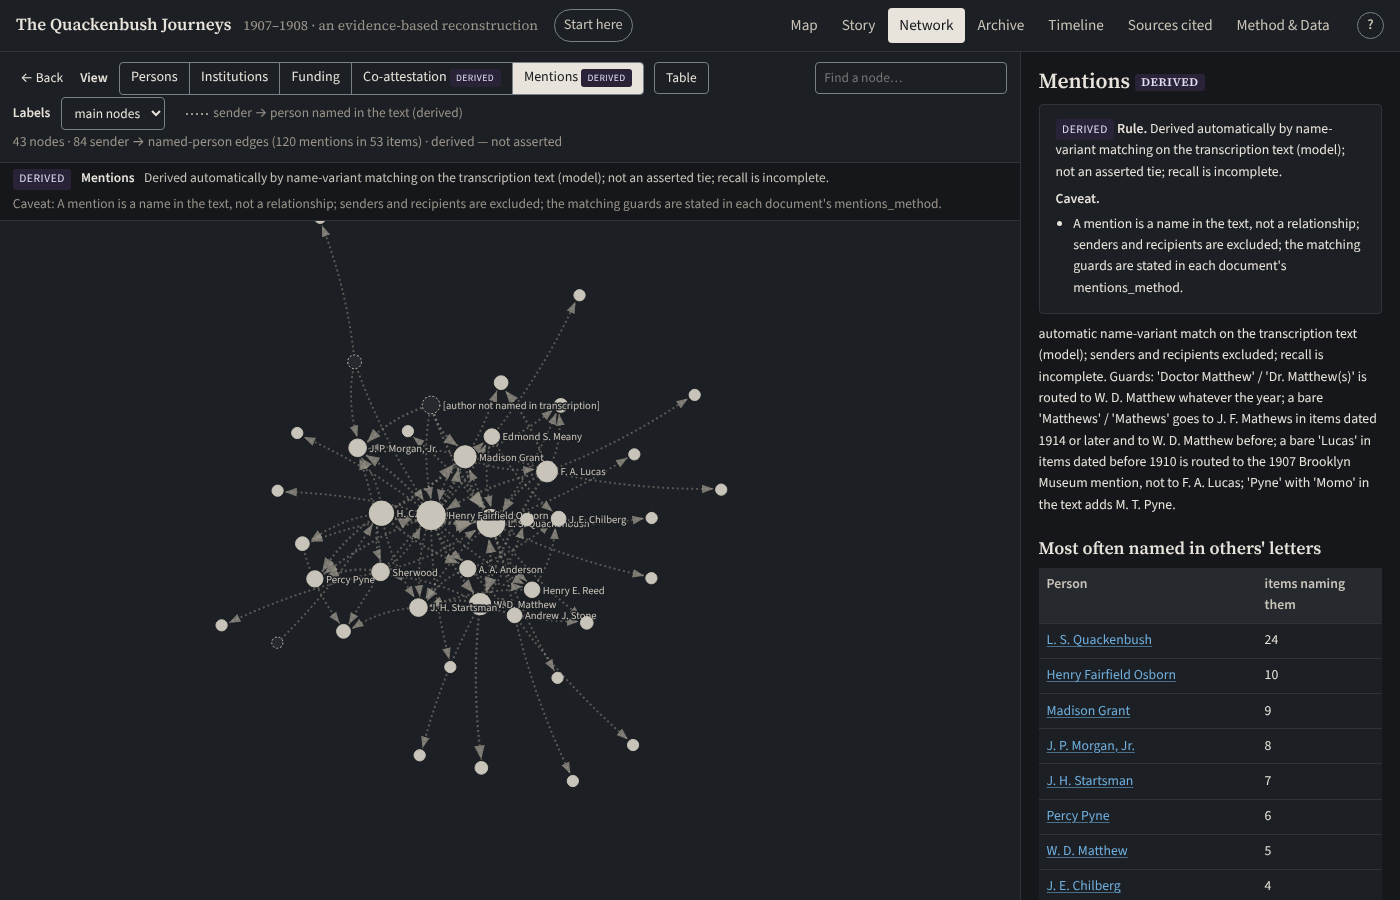 The Quackenbush Journeys 1907–1908 · an evidence-based reconstruction Start here Map Story Network Archive Timeline Sources cited Method & Data ?
← Back View Persons Institutions Funding Co-attestation DERIVED Mentions DERIVED Table Find a node…
Labels main nodes sender → person named in the text (derived)
43 nodes · 84 sender → named-person edges (120 mentions in 53 items) · derived — not asserted
DERIVED Mentions Derived automatically by name-variant matching on the transcription text (model); not an asserted tie; recall is incomplete.
Caveat: A mention is a name in the text, not a relationship; senders and recipients are excluded; the matching guards are stated in each document's mentions_method.
[author not named in transcription]
Edmond S. Meany
J. P. Morgan, Jr.
Madison Grant
F. A. Lucas
H. C.
Henry Fairfield Osborn
L. S. Quackenbush
J. E. Chilberg
Percy Pyne
Sherwood
A. A. Anderson
Henry E. Reed
J. H. Startsman
W. D. Matthew
Andrew J. Stone
Mentions DERIVED
DERIVED Rule. Derived automatically by name-
variant matching on the transcription text (model);
not an asserted tie; recall is incomplete.
Caveat.
• A mention is a name in the text, not a relationship;
senders and recipients are excluded; the matching
guards are stated in each document's
mentions_method.
automatic name-variant match on the transcription text
(model); senders and recipients excluded; recall is
incomplete. Guards: 'Doctor Matthew' / 'Dr. Matthew(s)' is
routed to W. D. Matthew whatever the year; a bare
'Matthews' / 'Mathews' goes to J. F. Mathews in items dated
1914 or later and to W. D. Matthew before; a bare 'Lucas' in
items dated before 1910 is routed to the 1907 Brooklyn
Museum mention, not to F. A. Lucas; 'Pyne' with 'Momo' in
the text adds M. T. Pyne.
Most often named in others' letters
Person items naming
them
L. S. Quackenbush 24
Henry Fairfield Osborn 10
Madison Grant 9
J. P. Morgan, Jr. 8
J. H. Startsman 7
Percy Pyne 6
W. D. Matthew 5
J. E. Chilberg 4